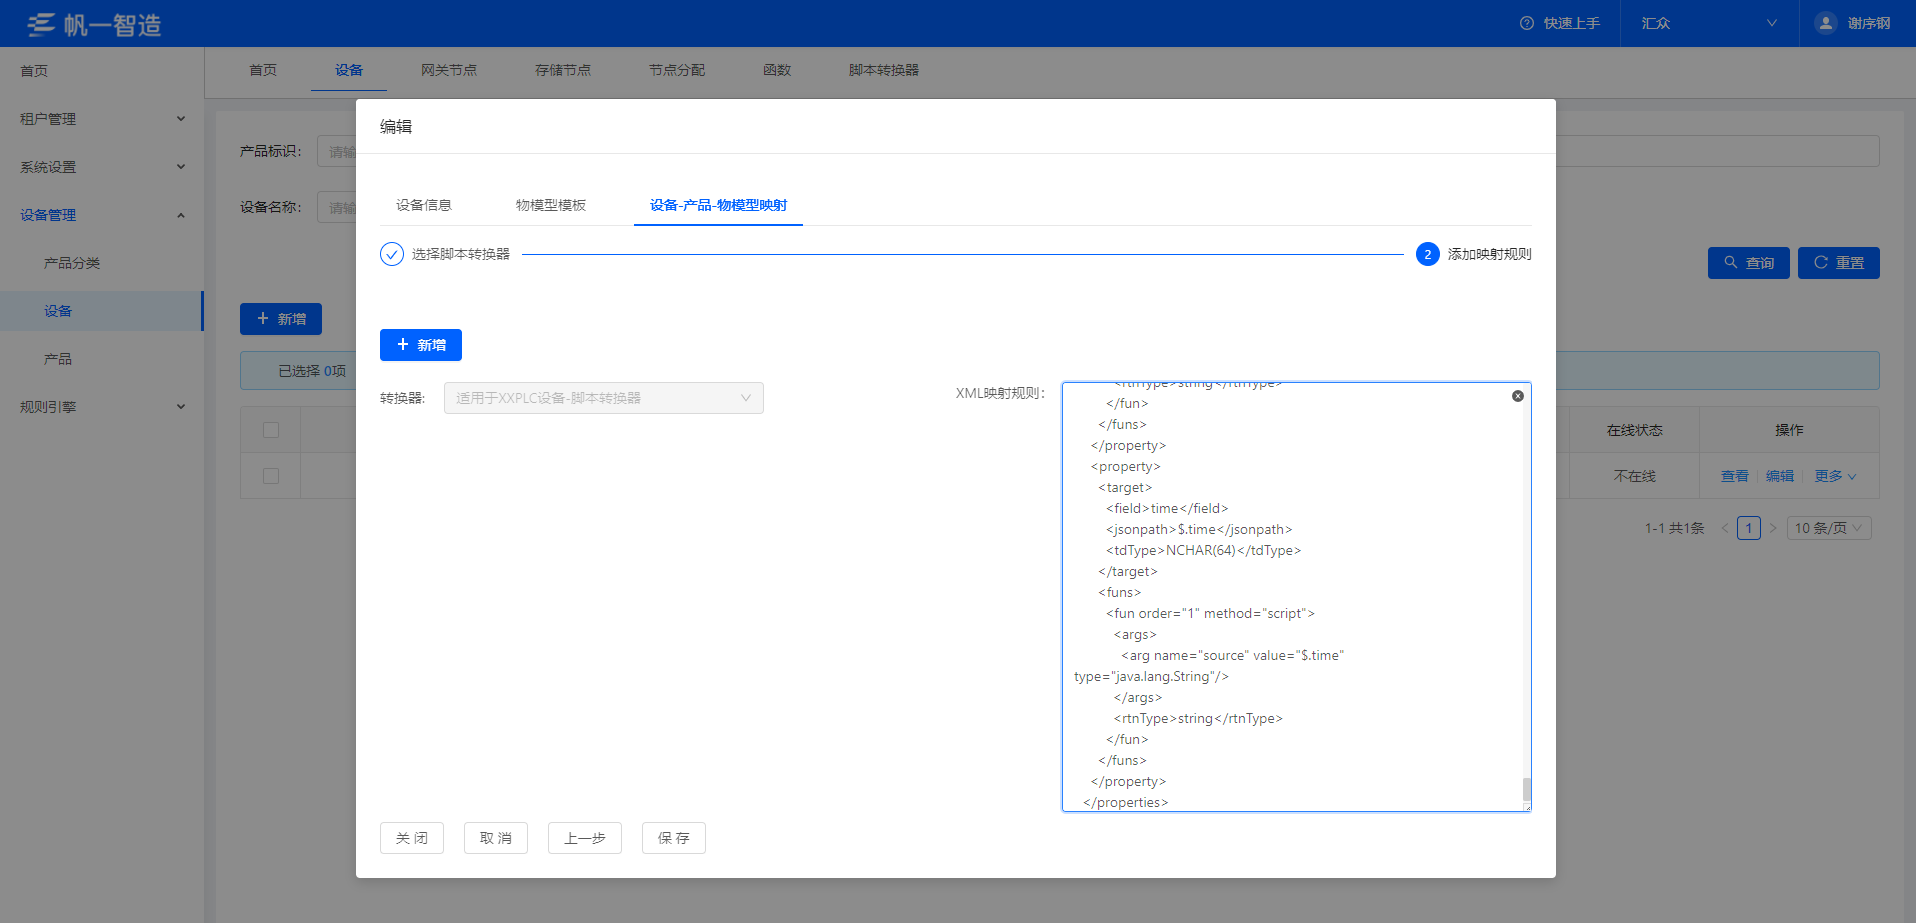 帆一智造
快速上手
汇众
谢序钢
首页
租户管理
系统设置
设备管理
产品分类
设备
产品
规则引擎
首页
设备
网关节点
存储节点
节点分配
函数
脚本转换器
产品标识：
请输
设备名称：
请输
查询
重置
新增
已选择 0项
在线状态
操作
不在线
查看
编辑
更多
1-1 共1条
1
10 条/页
编辑
设备信息
物模型模板
设备-产品-物模型映射
选择脚本转换器
2 添加映射规则
新增
转换器：
适用于XXPLC设备-脚本转换器
XML映射规则：
<rtnType>string</rtnType>
</fun>
</funs>
</property>
<property>
<target>
<field>time</field>
<jsonpath>$.time</jsonpath>
<tdType>NCHAR(64)</tdType>
</target>
<funs>
<fun order="1" method="script">
<args>
<arg name="source" value="$.time"
type="java.lang.String"/>
</args>
<rtnType>string</rtnType>
</fun>
</funs>
</property>
</properties>
关 闭
取 消
上一步
保 存